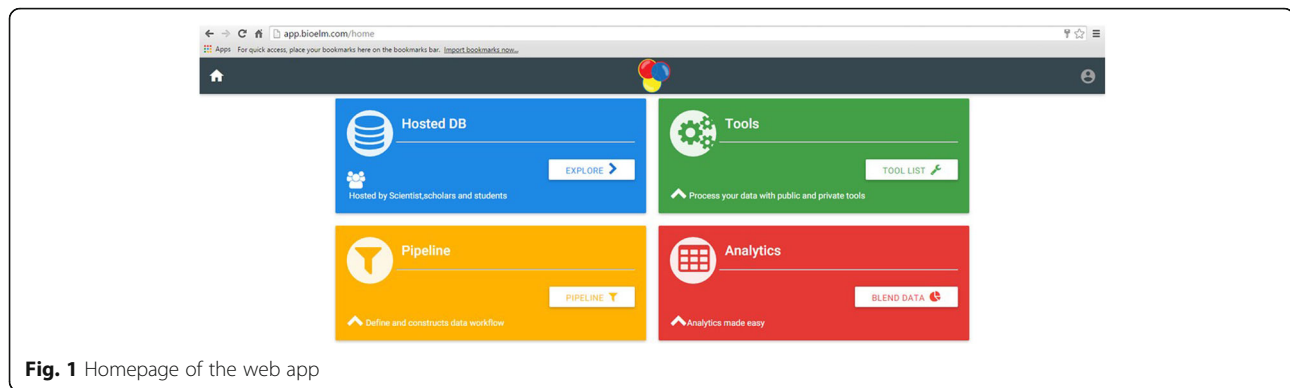 app.bioelm.com/home
Apps For quick access, place your bookmarks here on the bookmarks bar. Import bookmarks now...
Hosted DB
EXPLORE
Hosted by Scientist,scholars and students
Tools
TOOL LIST
Process your data with public and private tools
Pipeline
PIPELINE
Define and constructs data workflow
Analytics
BLEND DATA
Analytics made easy
Fig. 1 Homepage of the web app